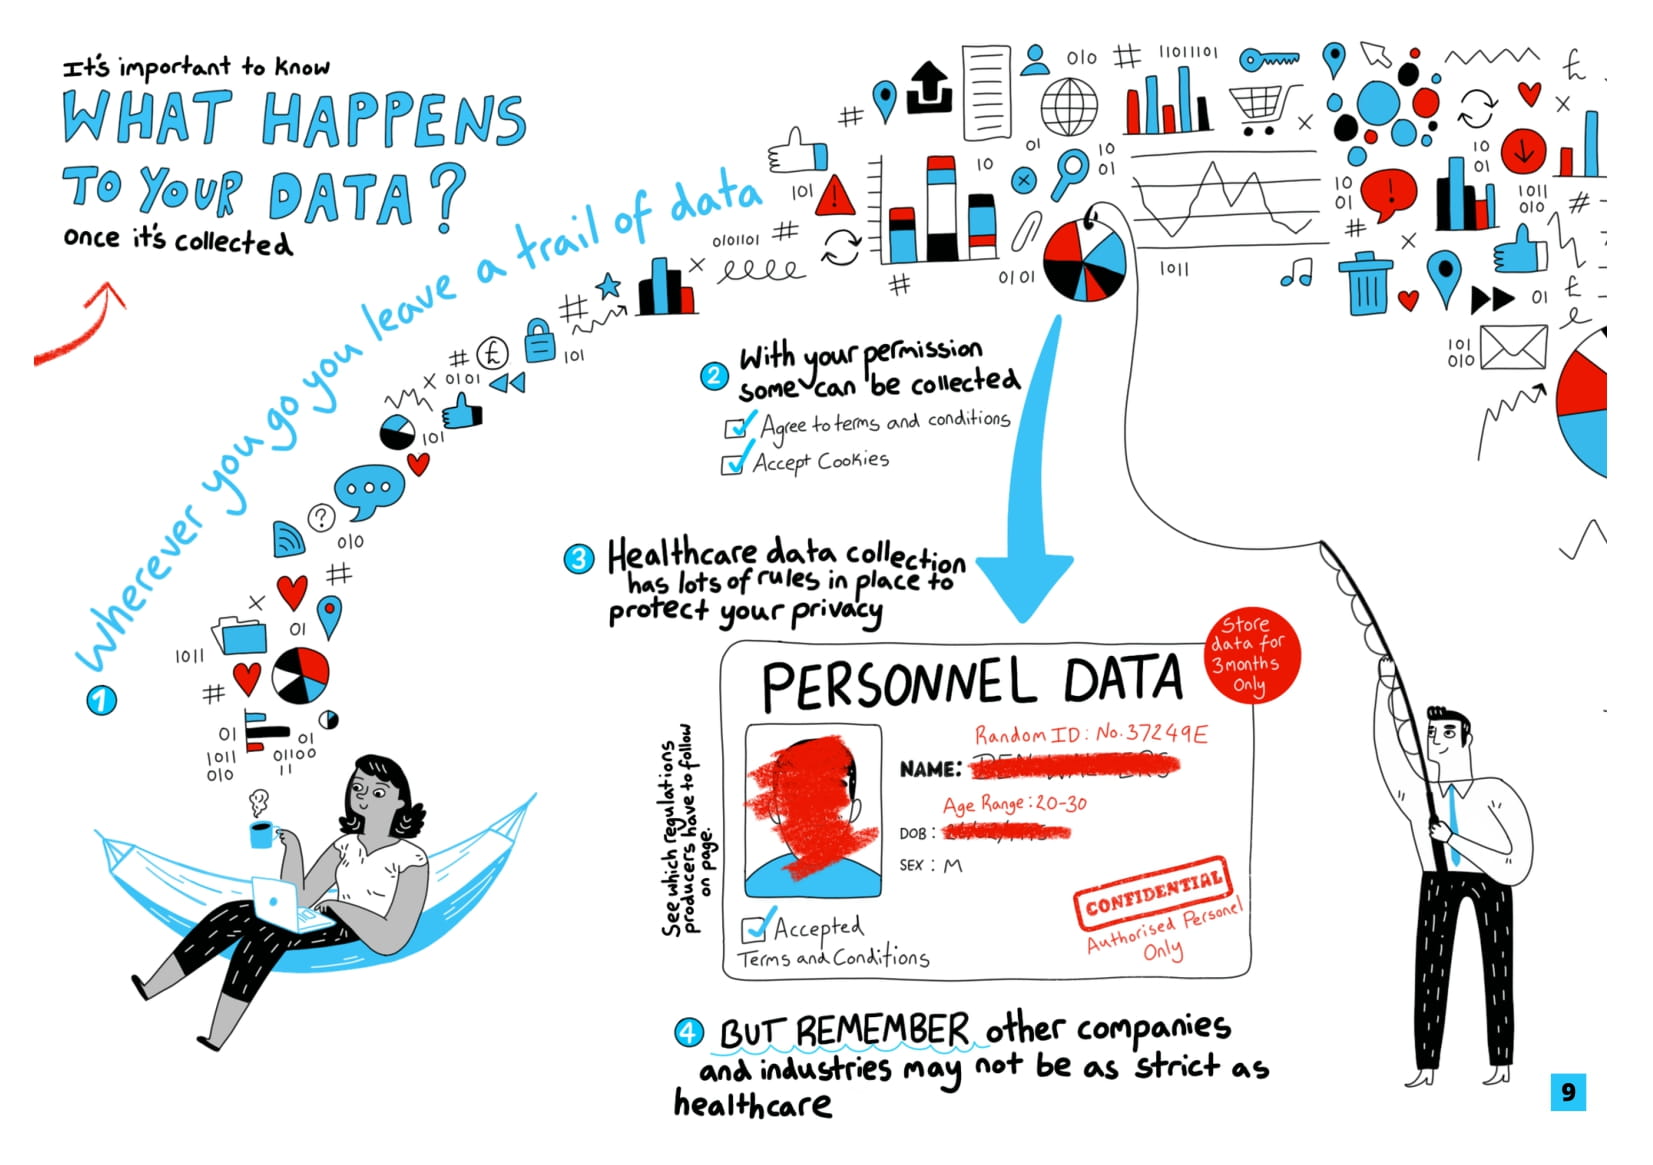 It's important to know
WHAT HAPPENS
TO YOUR DATA?
once it's collected
1
Wherever you go you leave a trail of data
1011
#
01
01
1011
010
01
01100
11
x
#
010
?
101
x
0101
#
£
101
#
x
0101101
#
101
#
#
10
01
0101
010
#
11011101
10
01
1011
x
£
x
10
01
10
01
#
x
1011
010
#
01
£
101
010
2
With your permission
some can be collected
Agree to terms and conditions
Accept Cookies
3
Healthcare data collection
has lots of rules in place to
protect your privacy
Store
data for
3 months
Only
PERSONNEL DATA
Random ID: No. 37249E
NAME:
Age Range: 20-30
DOB:
SEX: M
CONFIDENTIAL
Authorised Personel
Only
Accepted
Terms and Conditions
See which regulations
producers have to follow
on page.
4
BUT REMEMBER other companies
and industries may not be as strict as
healthcare
9